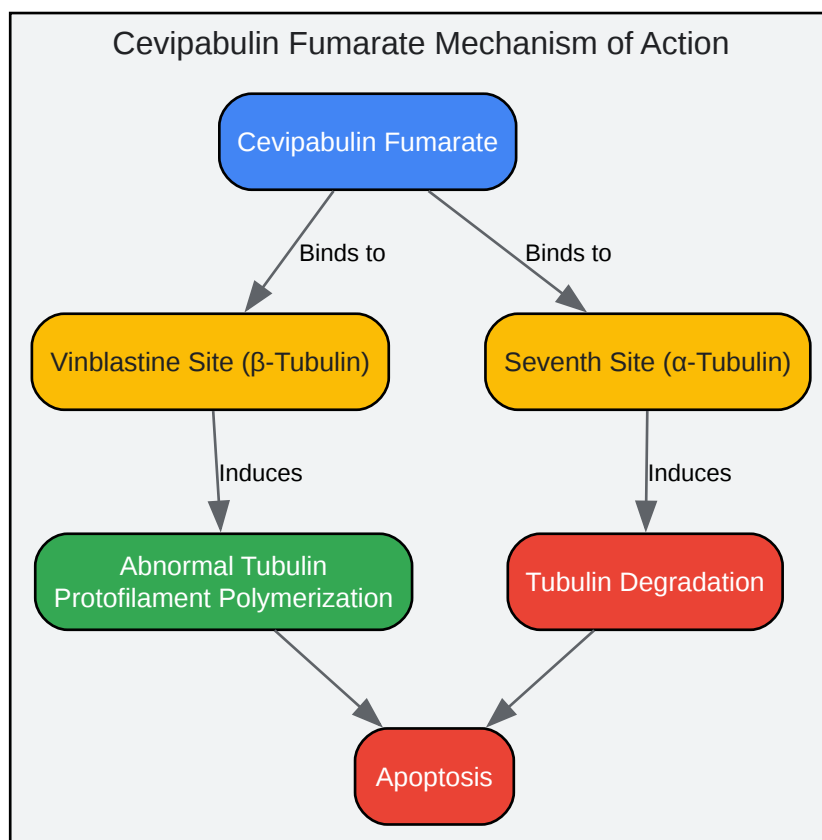 Cevipabulin Fumarate Mechanism of Action
Cevipabulin Fumarate
Binds to
Binds to
Vinblastine Site (β-Tubulin)
Seventh Site (α-Tubulin)
Induces
Induces
Abnormal Tubulin
Protofilament Polymerization
Tubulin Degradation
Apoptosis